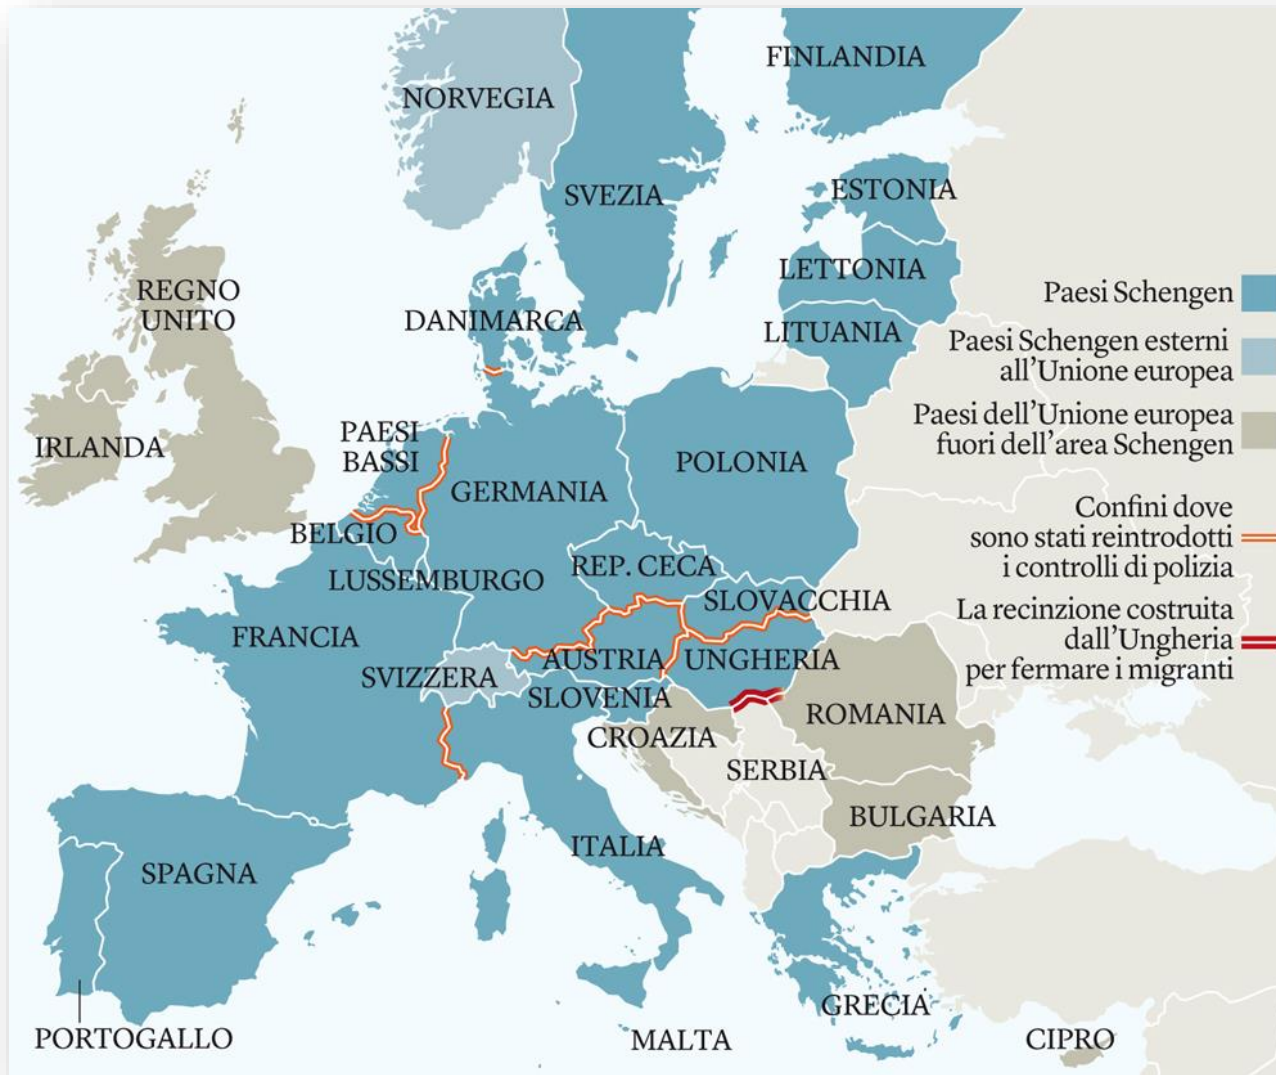 FINLANDIA
NORVEGIA
ESTONIA
SVEZIA
LETTONIA
REGNO
UNITO
DANIMARCA
LITUANIA
PAESI
BASSI
IRLANDA
POLONIA
GERMANIA
BELGIO
REP. CECA
LUSSEMBURGO
SLOVACCHIA
FRANCIA
AUSTRIA
UNGHERIA
SVIZZERA
SLOVENIA
ROMANIA
CROAZIA
SERBIA
BULGARIA
ITALIA
SPAGNA
GRECIA
PORTOGALLO
MALTA
CIPRO
Paesi Schengen
Paesi Schengen esterni
all'Unione europea
Paesi dell'Unione europea
fuori dell'area Schengen
Confini dove
sono stati reintrodotti
i controlli di polizia
La recinzione costruita
dall'Ungheria
per fermare i migranti